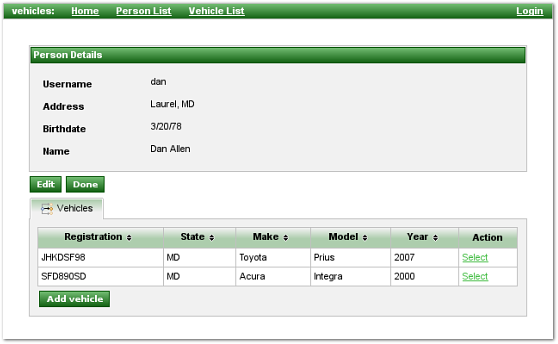 vehicles: Home Person List Vehicle List Login
Person Details
Username dan
Address Laurel, MD
Birthdate 3/20/78
Name Dan Allen
Edit Done
Vehicles
Registration State Make Model Year Action
JHKDSF98 MD Toyota Prius 2007 Select
SFD890SD MD Acura Integra 2000 Select
Add vehicle